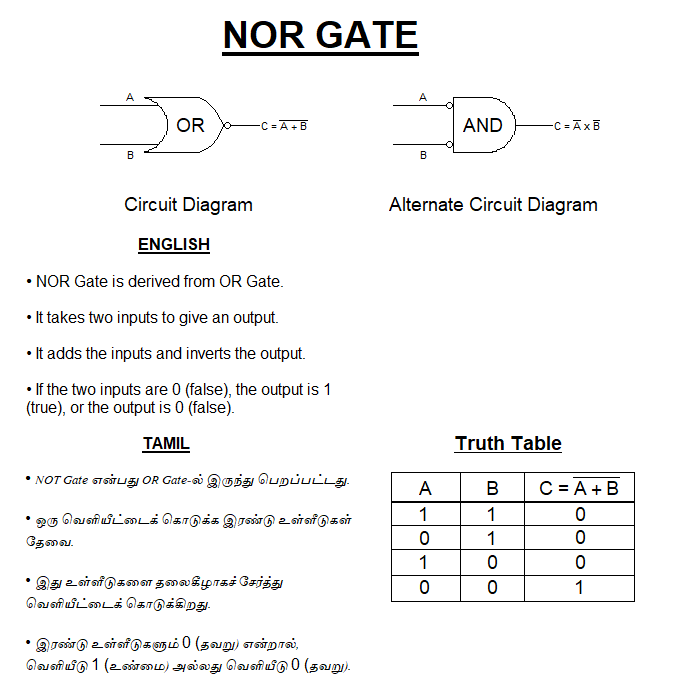 NOR GATE
A
OR
C = A̅ ̅+̅ ̅B̅
B
A
AND
C = A̅ x B̅
B
Circuit Diagram
Alternate Circuit Diagram
ENGLISH
• NOR Gate is derived from OR Gate.
• It takes two inputs to give an output.
• It adds the inputs and inverts the output.
• If the two inputs are 0 (false), the output is 1
(true), or the output is 0 (false).
TAMIL
• NOT Gate என்பது OR Gate-ல் இருந்து பெறப்பட்டது.
• ஒரு வெளியீட்டைக் கொடுக்க இரண்டு உள்ளீடுகள்
தேவை.
• இது உள்ளீடுகளை தலைகீழாகச் சேர்த்து
வெளியீட்டைக் கொடுக்கிறது.
• இரண்டு உள்ளீடுகளும் 0 (தவறு) என்றால்,
வெளியீடு 1 (உண்மை) அல்லது வெளியீடு 0 (தவறு).
Truth Table
A B C = A̅ ̅+̅ ̅B̅
1 1 0
0 1 0
1 0 0
0 0 1